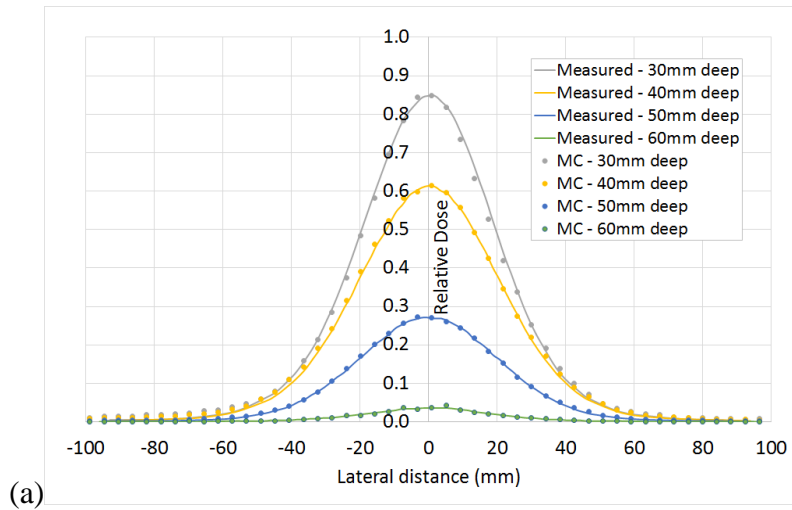 1.0
0.9
0.8
0.7
0.6
0.5
0.4
0.3
0.2
0.1
0.0
Measured - 30mm deep
Measured - 40mm deep
Measured - 50mm deep
Measured - 60mm deep
MC - 30mm deep
MC - 40mm deep
MC - 50mm deep
MC - 60mm deep
Relative Dose
-100 -80 -60 -40 -20 0 20 40 60 80 100
Lateral distance (mm)
(a)